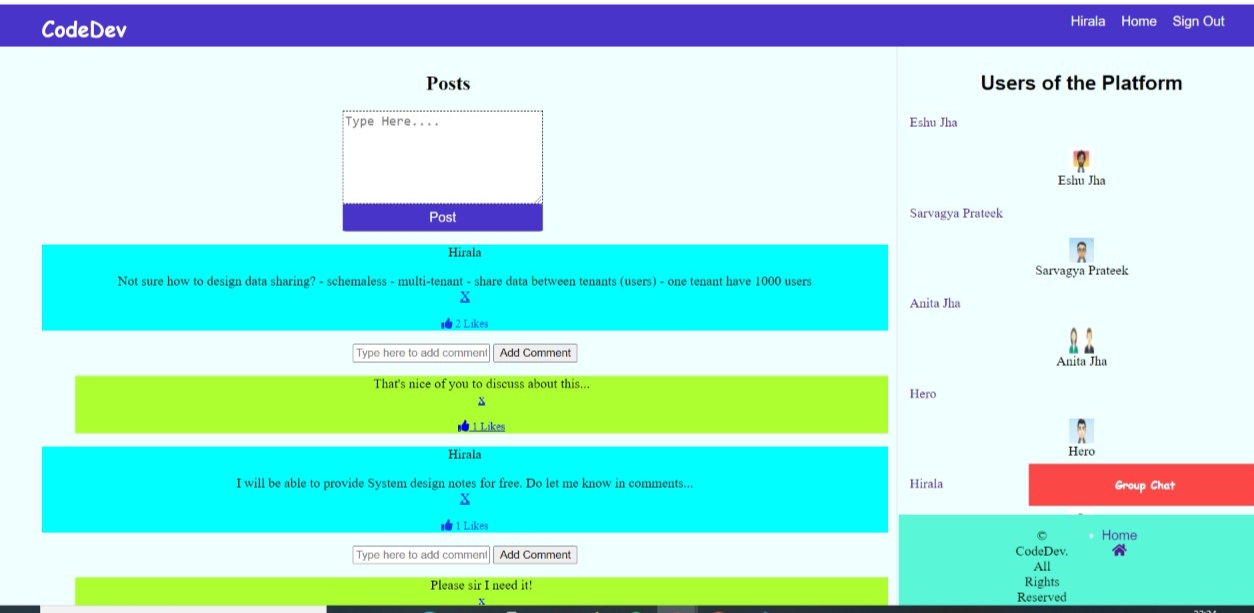 CodeDev
Hirala Home Sign Out
Posts
Type Here....
Post
Hirala
Not sure how to design data sharing? - schemaless - multi-tenant - share data between tenants (users) - one tenant have 1000 users
X
2 Likes
Type here to add comment Add Comment
That's nice of you to discuss about this...
x
1 Likes
Hirala
I will be able to provide System design notes for free. Do let me know in comments...
X
1 Likes
Type here to add comment Add Comment
Please sir I need it!
x
Users of the Platform
Eshu Jha
Eshu Jha
Sarvagya Prateek
Sarvagya Prateek
Anita Jha
Anita Jha
Hero
Hero
Hirala
Group Chat
©
CodeDev.
All
Rights
Reserved
Home